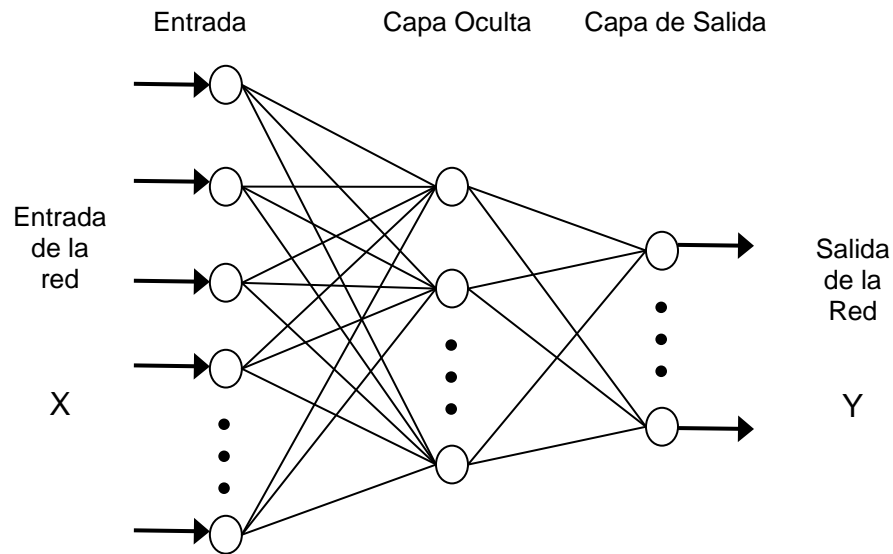 Entrada
Capa Oculta
Capa de Salida
Entrada
de la
red
X
Salida
de la
Red
Y